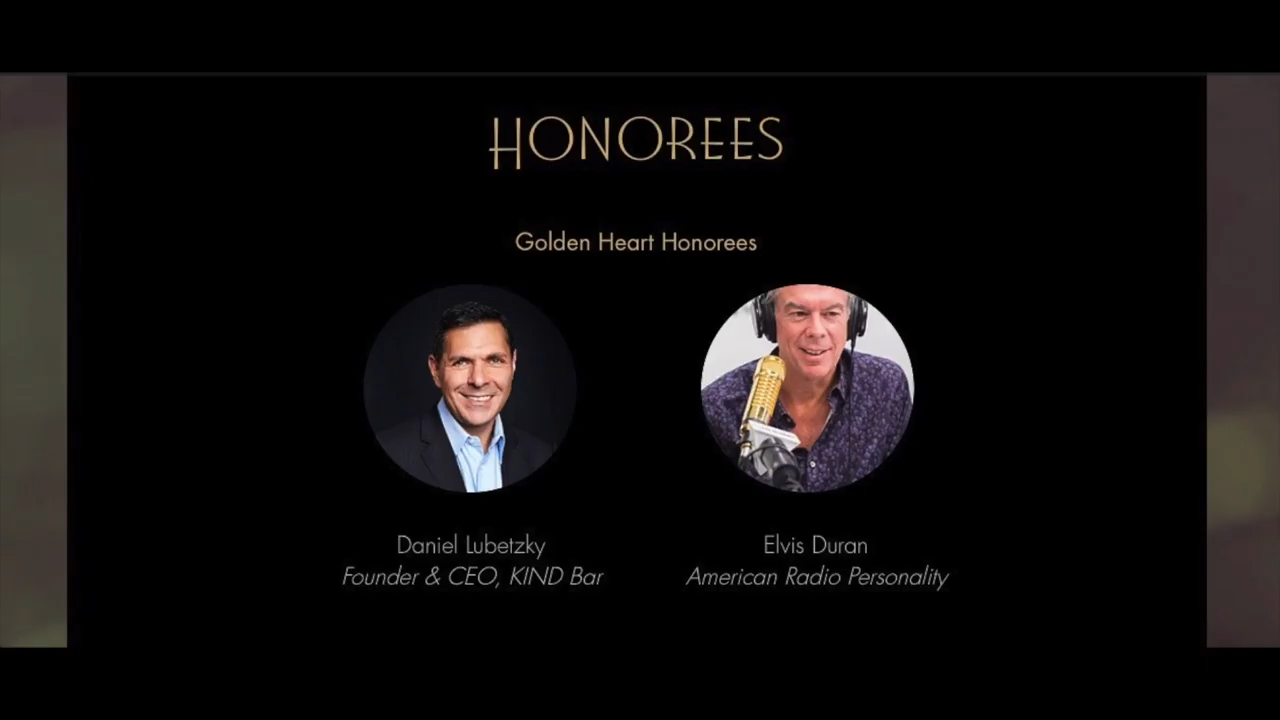 HONOREES
Golden Heart Honorees
Daniel Lubetzky
Founder & CEO, KIND Bar
Elvis Duran
American Radio Personality